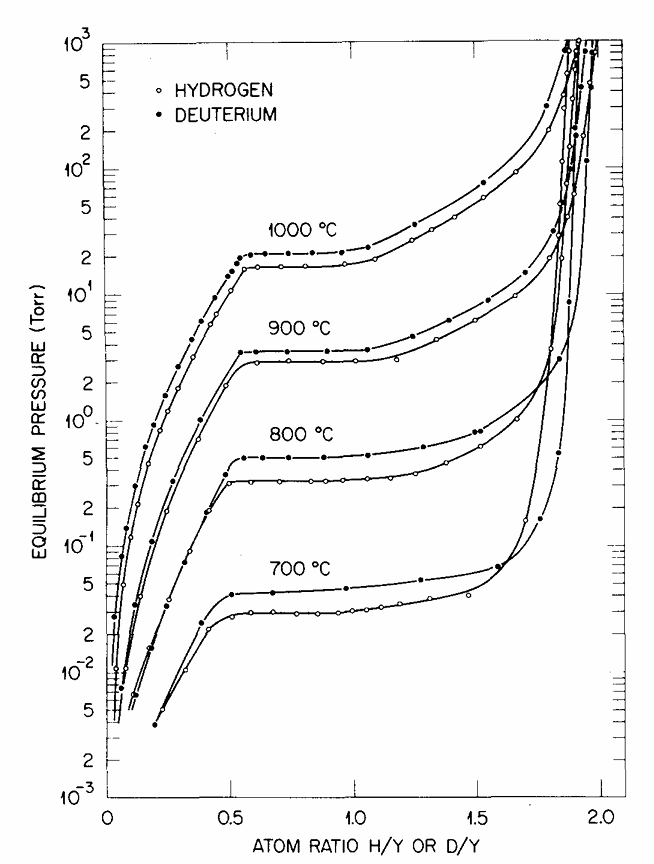 10³
5
2
10²
5
2
10¹
5
2
10⁰
5
2
10⁻¹
5
2
10⁻²
5
2
10⁻³
EQUILIBRIUM PRESSURE (Torr)
○ HYDROGEN
● DEUTERIUM
1000 °C
900 °C
800 °C
700 °C
0 0.5 1.0 1.5 2.0
ATOM RATIO H/Y OR D/Y